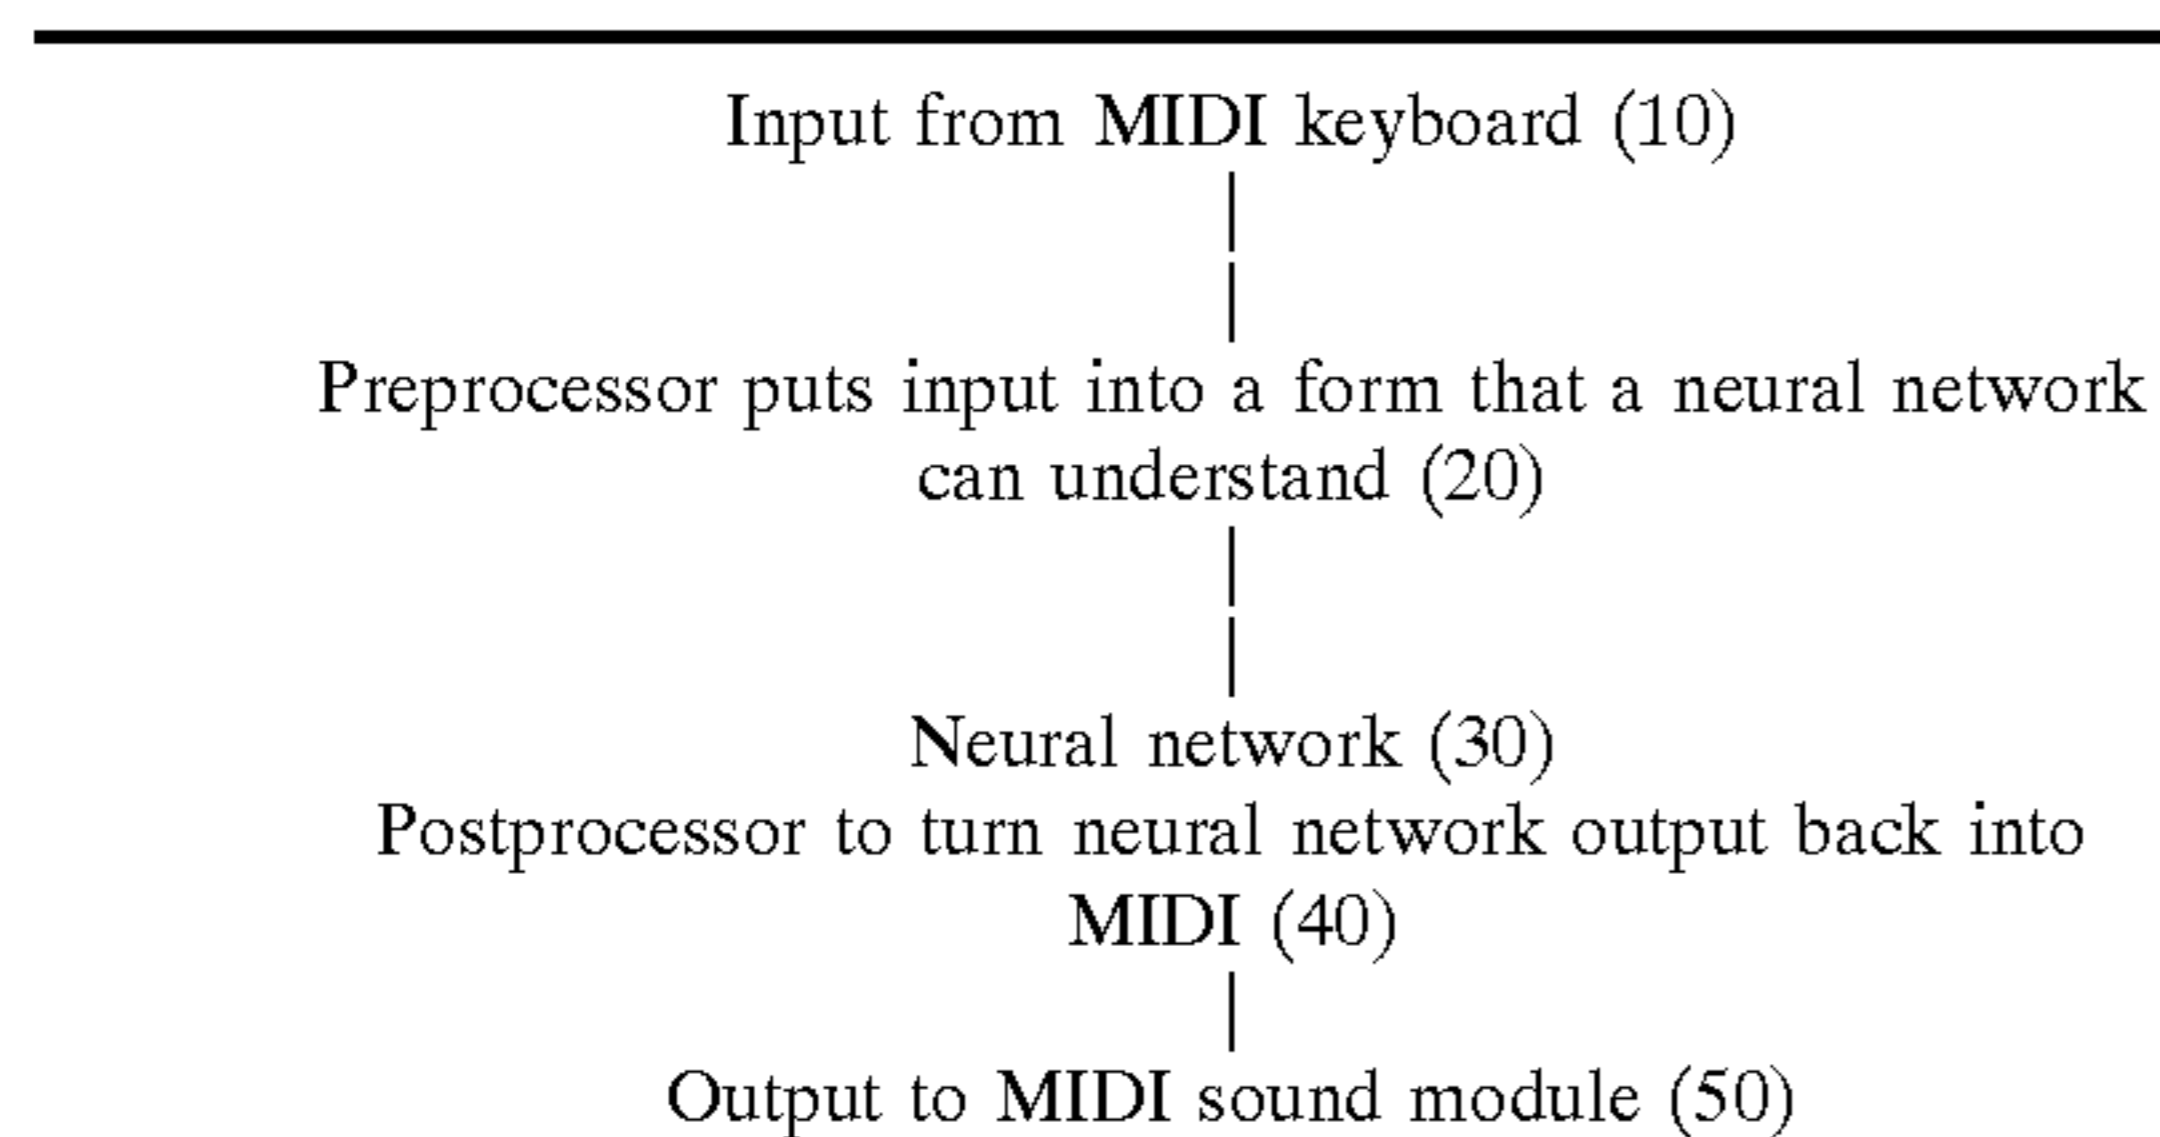 Input from MIDI keyboard (10)
Preprocessor puts input into a form that a neural network
can understand (20)
Neural network (30)
Postprocessor to turn neural network output back into
MIDI (40)
Output to MIDI sound module (50)